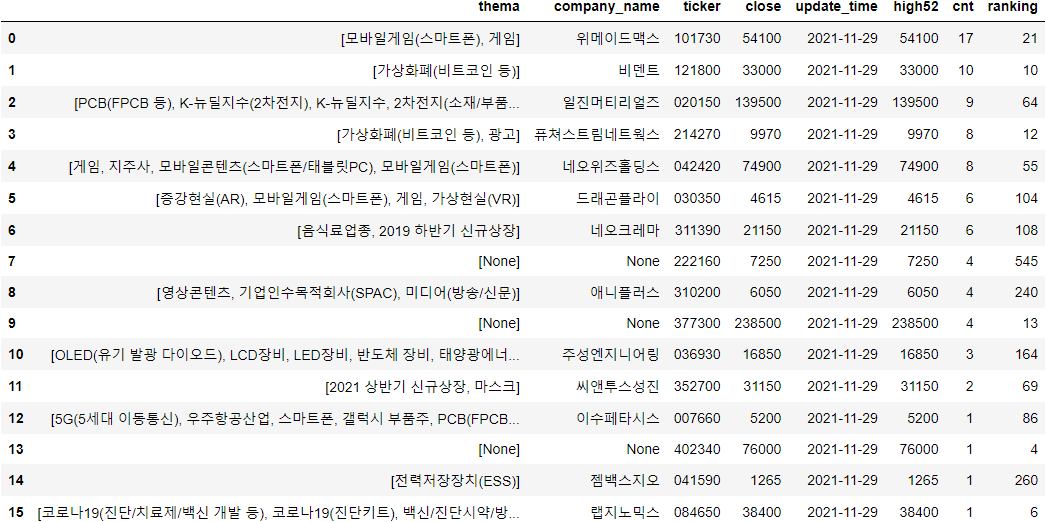 thema company_name ticker close update_time high52 cnt ranking
0 [모바일게임(스마트폰), 게임] 위메이드맥스 101730 54100 2021-11-29 54100 17 21
1 [가상화폐(비트코인 등)] 비덴트 121800 33000 2021-11-29 33000 10 10
2 [PCB(FPCB 등), K-뉴딜지수(2차전지), K-뉴딜지수, 2차전지(소재/부품... 일진머티리얼즈 020150 139500 2021-11-29 139500 9 64
3 [가상화폐(비트코인 등), 광고] 퓨쳐스트림네트웍스 214270 9970 2021-11-29 9970 8 12
4 [게임, 지주사, 모바일콘텐츠(스마트폰/태블릿PC), 모바일게임(스마트폰)] 네오위즈홀딩스 042420 74900 2021-11-29 74900 8 55
5 [증강현실(AR), 모바일게임(스마트폰), 게임, 가상현실(VR)] 드래곤플라이 030350 4615 2021-11-29 4615 6 104
6 [음식료업종, 2019 하반기 신규상장] 네오크레마 311390 21150 2021-11-29 21150 6 108
7 [None] None 222160 7250 2021-11-29 7250 4 545
8 [영상콘텐츠, 기업인수목적회사(SPAC), 미디어(방송/신문)] 애니플러스 310200 6050 2021-11-29 6050 4 240
9 [None] None 377300 238500 2021-11-29 238500 4 13
10 [OLED(유기 발광 다이오드), LCD장비, LED장비, 반도체 장비, 태양광에너... 주성엔지니어링 036930 16850 2021-11-29 16850 3 164
11 [2021 상반기 신규상장, 마스크] 씨앤투스성진 352700 31150 2021-11-29 31150 2 69
12 [5G(5세대 이동통신), 우주항공산업, 스마트폰, 갤럭시 부품주, PCB(FPCB... 이수페타시스 007660 5200 2021-11-29 5200 1 86
13 [None] None 402340 76000 2021-11-29 76000 1 4
14 [전력저장장치(ESS)] 젬백스지오 041590 1265 2021-11-29 1265 1 260
15 [코로나19(진단/치료제/백신 개발 등), 코로나19(진단키트), 백신/진단시약/방... 랩지노믹스 084650 38400 2021-11-29 38400 1 6